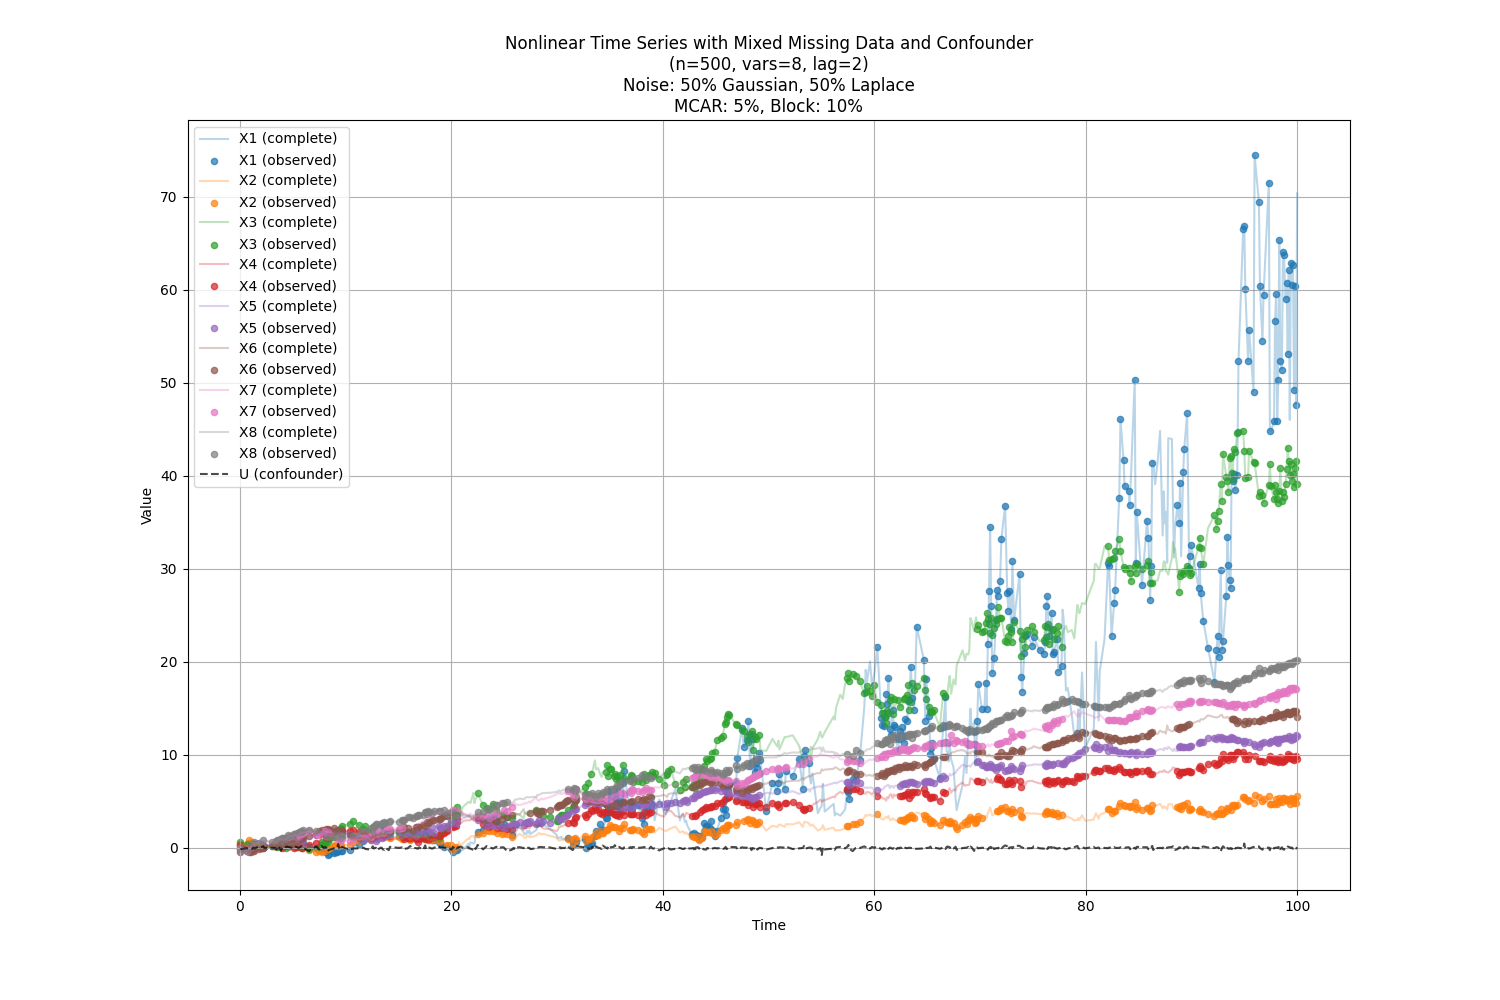 Nonlinear Time Series with Mixed Missing Data and Confounder
(n=500, vars=8, lag=2)
Noise: 50% Gaussian, 50% Laplace
MCAR: 5%, Block: 10%
X1 (complete)
X1 (observed)
X2 (complete)
X2 (observed)
X3 (complete)
X3 (observed)
X4 (complete)
X4 (observed)
X5 (complete)
X5 (observed)
X6 (complete)
X6 (observed)
X7 (complete)
X7 (observed)
X8 (complete)
X8 (observed)
U (confounder)
Value
70
60
50
40
30
20
10
0
0 20 40 60 80 100
Time